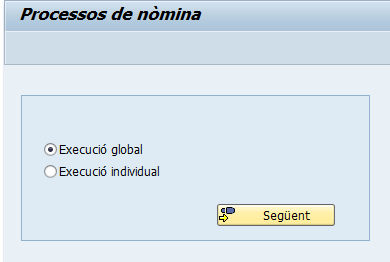 Processos de nòmina
Execució global
Execució individual
Següent